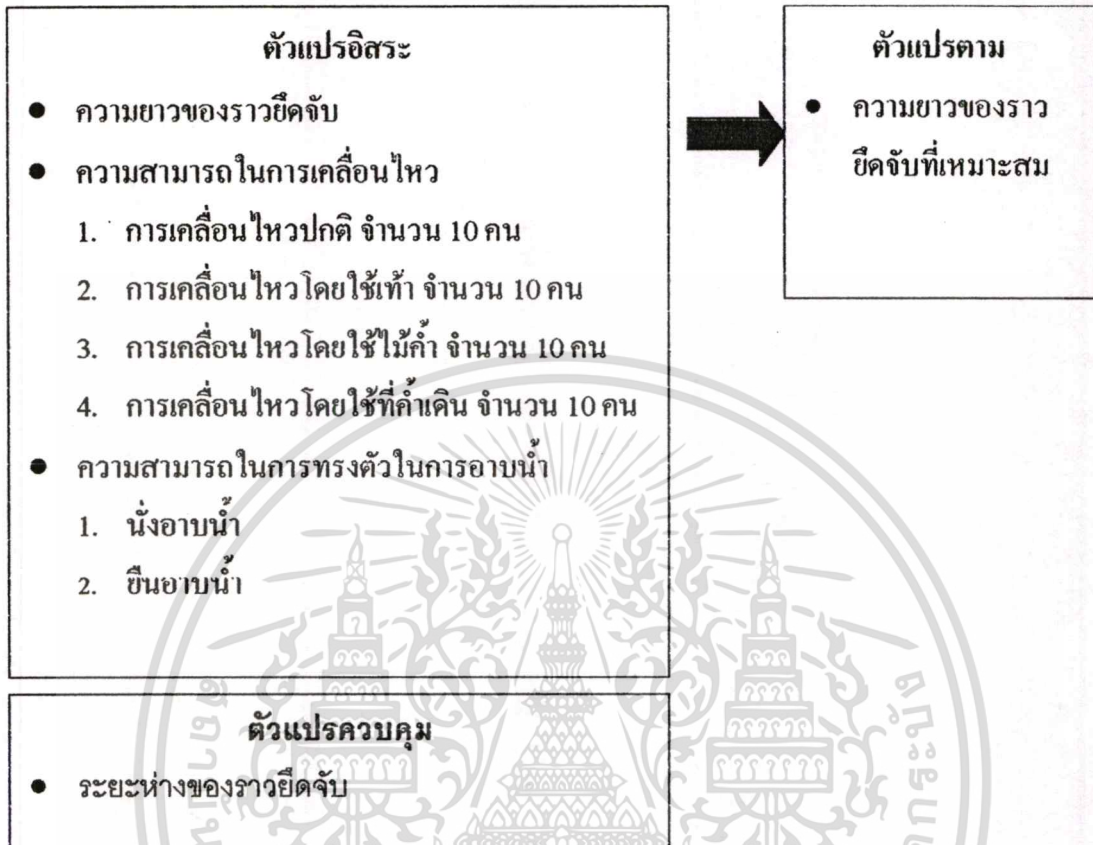 ตัวแปรอิสระ
● ความยาวของราวยึดจับ
● ความสามารถในการเคลื่อนไหว
1. การเคลื่อนไหวปกติ จำนวน 10 คน
2. การเคลื่อนไหวโดยใช้เท้า จำนวน 10 คน
3. การเคลื่อนไหวโดยใช้ไม้ค้ำ จำนวน 10 คน
4. การเคลื่อนไหวโดยใช้ที่ค้ำเดิน จำนวน 10 คน
● ความสามารถในการทรงตัวในการอาบน้ำ
1. นั่งอาบน้ำ
2. ยืนอาบน้ำ
ตัวแปรตาม
● ความยาวของราว
ยึดจับที่เหมาะสม
ตัวแปรควบคุม
● ระยะห่างของราวยึดจับ